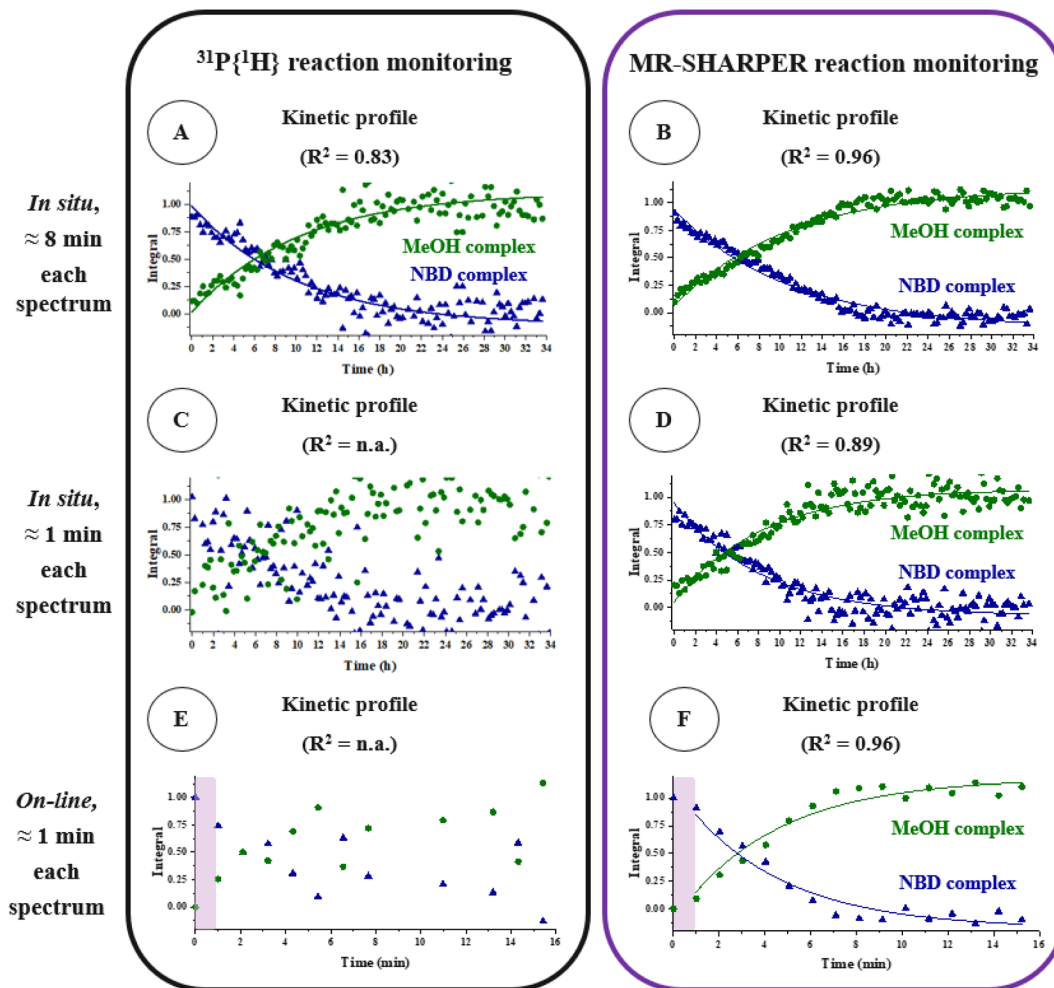 ³¹P{¹H} reaction monitoring
MR-SHARPER reaction monitoring
In situ,
≈ 8 min
each
spectrum
A
Kinetic profile
(R² = 0.83)
Integral
1.00
0.75
0.50
0.25
0.00
MeOH complex
NBD complex
0 2 4 6 8 10 12 14 16 18 20 22 24 26 28 30 32 34
Time (h)
B
Kinetic profile
(R² = 0.96)
Integral
1.00
0.75
0.50
0.25
0.00
MeOH complex
NBD complex
0 2 4 6 8 10 12 14 16 18 20 22 24 26 28 30 32 34
Time (h)
In situ,
≈ 1 min
each
spectrum
C
Kinetic profile
(R² = n.a.)
Integral
1.00
0.75
0.50
0.25
0.00
0 2 4 6 8 10 12 14 16 18 20 22 24 26 28 30 32 34
Time (h)
D
Kinetic profile
(R² = 0.89)
Integral
1.00
0.75
0.50
0.25
0.00
MeOH complex
NBD complex
0 2 4 6 8 10 12 14 16 18 20 22 24 26 28 30 32 34
Time (h)
On-line,
≈ 1 min
each
spectrum
E
Kinetic profile
(R² = n.a.)
Integral
1.00
0.75
0.50
0.25
0.00
0 2 4 6 8 10 12 14 16
Time (min)
F
Kinetic profile
(R² = 0.96)
Integral
1.00
0.75
0.50
0.25
0.00
MeOH complex
NBD complex
0 2 4 6 8 10 12 14 16
Time (min)